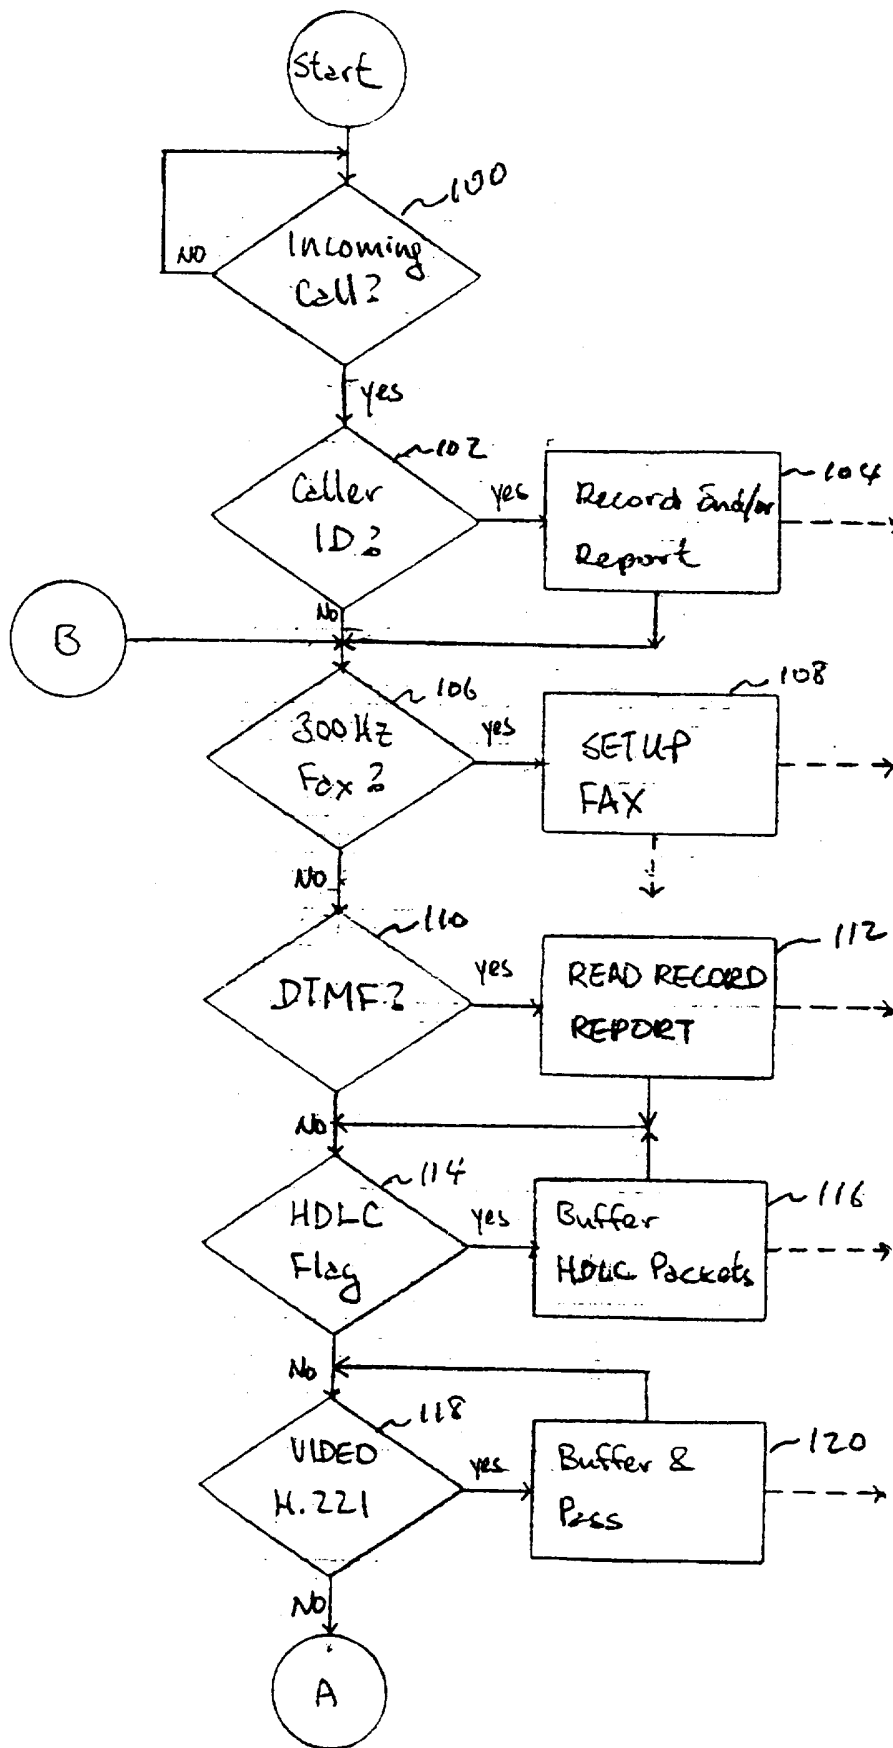 Start
100
Incoming
Call?
NO
yes
102
Caller
ID?
yes
104
Record and/or
Report
No
B
106
300Hz
Fax?
yes
108
SETUP
FAX
NO
110
DTMF?
yes
112
READ RECORD
REPORT
No
114
HDLC
Flag
yes
116
Buffer
HDLC Packets
No
118
VIDEO
H.221
yes
120
Buffer &
Pass
No
A